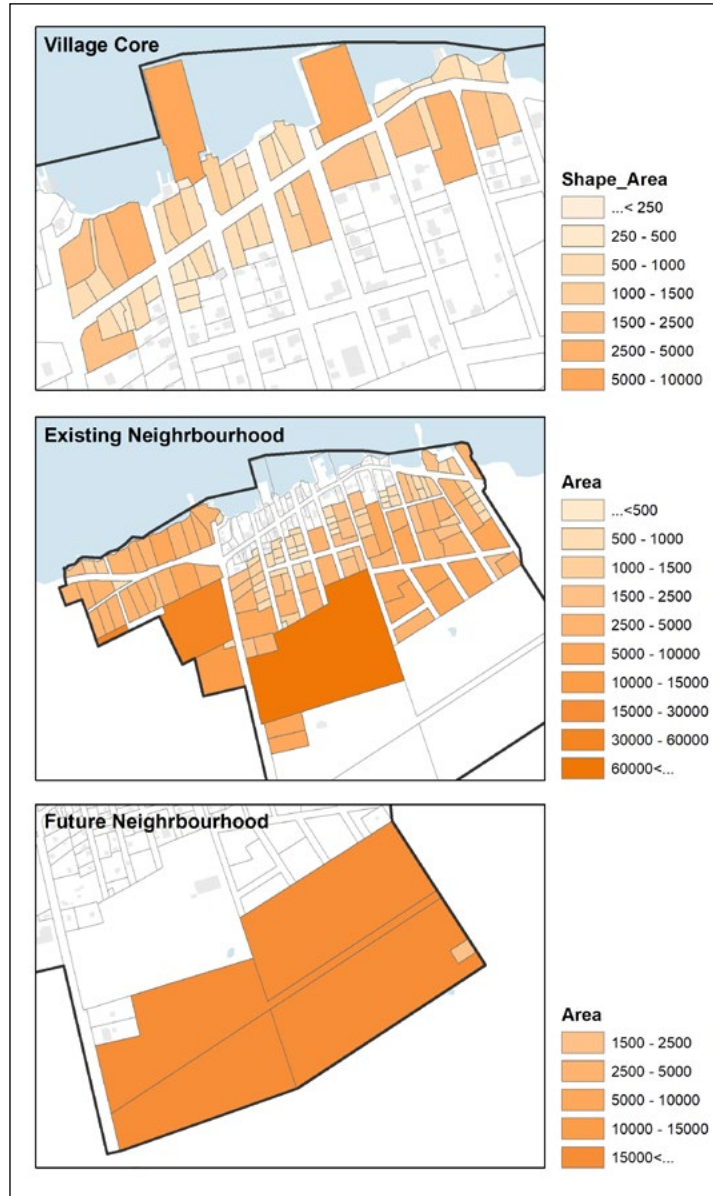 Village Core
Shape_Area
...< 250
250 - 500
500 - 1000
1000 - 1500
1500 - 2500
2500 - 5000
5000 - 10000
Existing Neighrbourhood
Area
...<500
500 - 1000
1000 - 1500
1500 - 2500
2500 - 5000
5000 - 10000
10000 - 15000
15000 - 30000
30000 - 60000
60000<...
Future Neighrbourhood
Area
1500 - 2500
2500 - 5000
5000 - 10000
10000 - 15000
15000<...